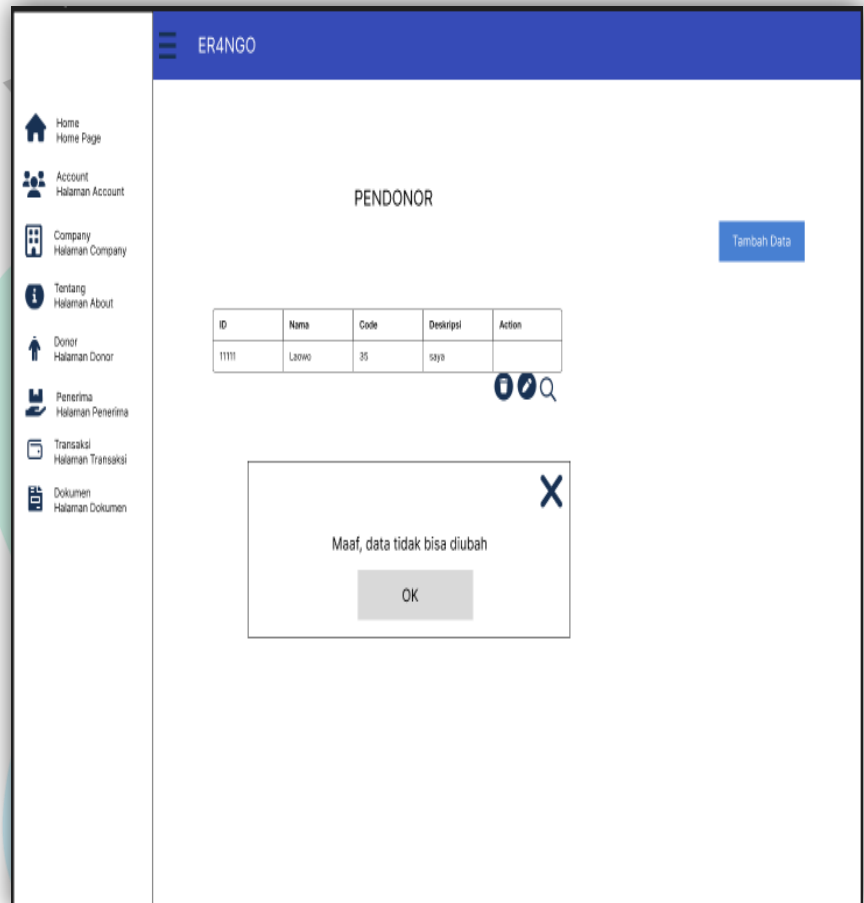 ER4NGO
Home
Home Page
Account
Halaman Account
Company
Halaman Company
Tentang
Halaman About
Donor
Halaman Donor
Penerima
Halaman Penerima
Transaksi
Halaman Transaksi
Dokumen
Halaman Dokumen
PENDONOR
Tambah Data
ID Nama Code Deskripsi Action
11111 Laowo 35 saya
Maaf, data tidak bisa diubah
OK